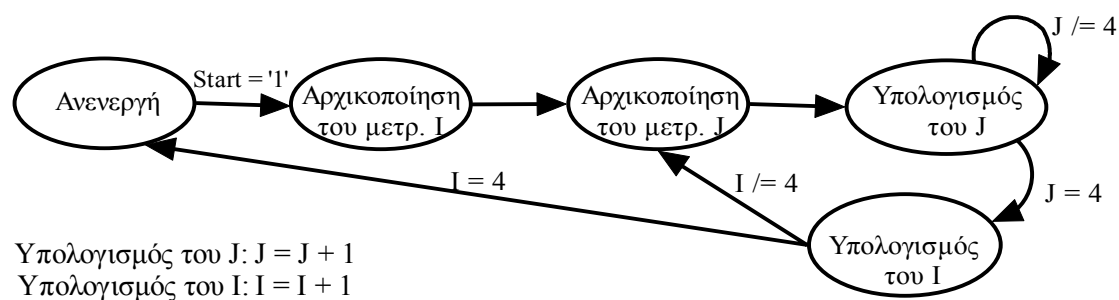 Ανενεργή
Start = '1'
Αρχικοποίηση
του μετρ. I
Αρχικοποίηση
του μετρ. J
Υπολογισμός
του J
J /= 4
J = 4
I /= 4
I = 4
Υπολογισμός
του I
Υπολογισμός του J: J = J + 1
Υπολογισμός του I: I = I + 1